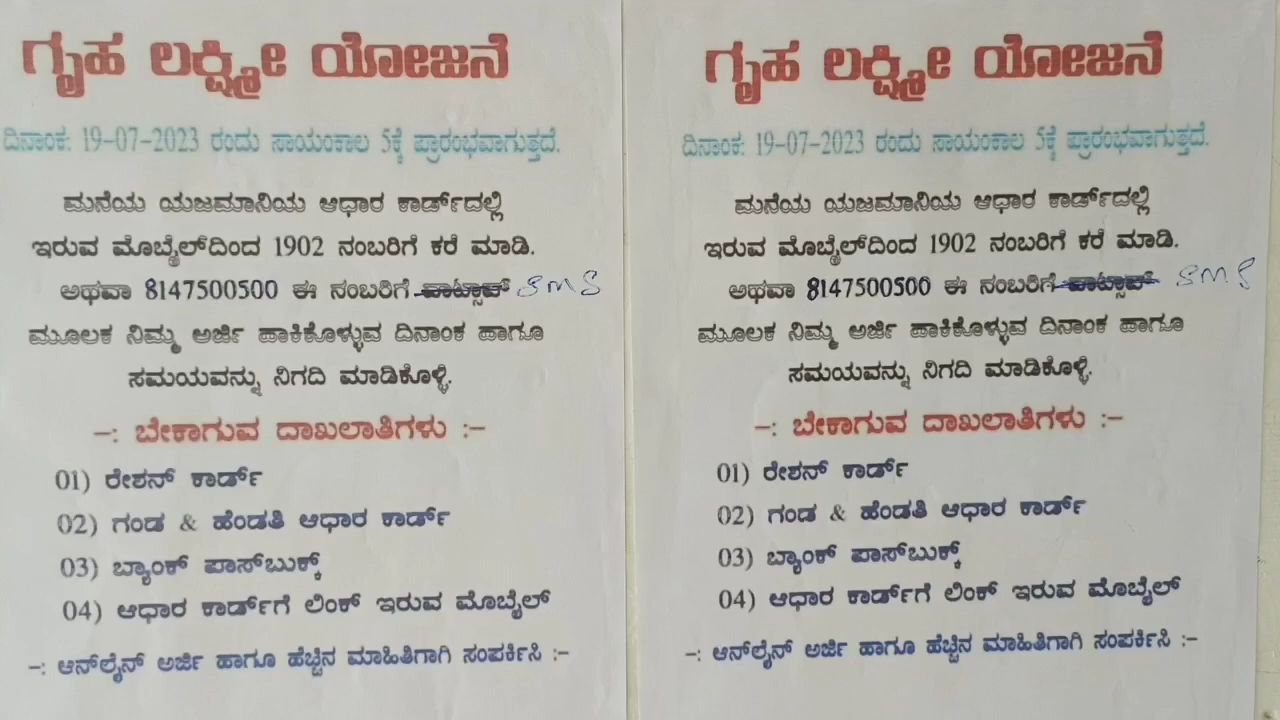 ಗೃಹ ಲಕ್ಷ್ಮೀ ಯೋಜನೆ
ದಿನಾಂಕ: 19-07-2023 ರಂದು ಸಾಯಂಕಾಲ 5ಕ್ಕೆ ಪ್ರಾರಂಭವಾಗುತ್ತದೆ.
ಮನೆಯ ಯಜಮಾನಿಯ ಆಧಾರ ಕಾರ್ಡ್‌ದಲ್ಲಿ
ಇರುವ ಮೊಬೈಲ್‌ದಿಂದ 1902 ನಂಬರಿಗೆ ಕರೆ ಮಾಡಿ.
ಅಥವಾ 8147500500 ಈ ನಂಬರಿಗೆ ವಾಟ್ಸಾಪ್ SMS
ಮೂಲಕ ನಿಮ್ಮ ಅರ್ಜಿ ಹಾಕಿಕೊಳ್ಳುವ ದಿನಾಂಕ ಹಾಗೂ
ಸಮಯವನ್ನು ನಿಗದಿ ಮಾಡಿಕೊಳ್ಳಿ.
-: ಬೇಕಾಗುವ ದಾಖಲಾತಿಗಳು :-
01) ರೇಶನ್ ಕಾರ್ಡ್
02) ಗಂಡ & ಹೆಂಡತಿ ಆಧಾರ ಕಾರ್ಡ್
03) ಬ್ಯಾಂಕ್ ಪಾಸ್‌ಬುಕ್ಕ್
04) ಆಧಾರ ಕಾರ್ಡ್‌ಗೆ ಲಿಂಕ್ ಇರುವ ಮೊಬೈಲ್
-: ಆನ್‌ಲೈನ್ ಅರ್ಜಿ ಹಾಗೂ ಹೆಚ್ಚಿನ ಮಾಹಿತಿಗಾಗಿ ಸಂಪರ್ಕಿಸಿ :-
ಗೃಹ ಲಕ್ಷ್ಮೀ ಯೋಜನೆ
ದಿನಾಂಕ: 19-07-2023 ರಂದು ಸಾಯಂಕಾಲ 5ಕ್ಕೆ ಪ್ರಾರಂಭವಾಗುತ್ತದೆ.
ಮನೆಯ ಯಜಮಾನಿಯ ಆಧಾರ ಕಾರ್ಡ್‌ದಲ್ಲಿ
ಇರುವ ಮೊಬೈಲ್‌ದಿಂದ 1902 ನಂಬರಿಗೆ ಕರೆ ಮಾಡಿ.
ಅಥವಾ 8147500500 ಈ ನಂಬರಿಗೆ ವಾಟ್ಸಾಪ್ SMS
ಮೂಲಕ ನಿಮ್ಮ ಅರ್ಜಿ ಹಾಕಿಕೊಳ್ಳುವ ದಿನಾಂಕ ಹಾಗೂ
ಸಮಯವನ್ನು ನಿಗದಿ ಮಾಡಿಕೊಳ್ಳಿ.
-: ಬೇಕಾಗುವ ದಾಖಲಾತಿಗಳು :-
01) ರೇಶನ್ ಕಾರ್ಡ್
02) ಗಂಡ & ಹೆಂಡತಿ ಆಧಾರ ಕಾರ್ಡ್
03) ಬ್ಯಾಂಕ್ ಪಾಸ್‌ಬುಕ್ಕ್
04) ಆಧಾರ ಕಾರ್ಡ್‌ಗೆ ಲಿಂಕ್ ಇರುವ ಮೊಬೈಲ್
-: ಆನ್‌ಲೈನ್ ಅರ್ಜಿ ಹಾಗೂ ಹೆಚ್ಚಿನ ಮಾಹಿತಿಗಾಗಿ ಸಂಪರ್ಕಿಸಿ :-